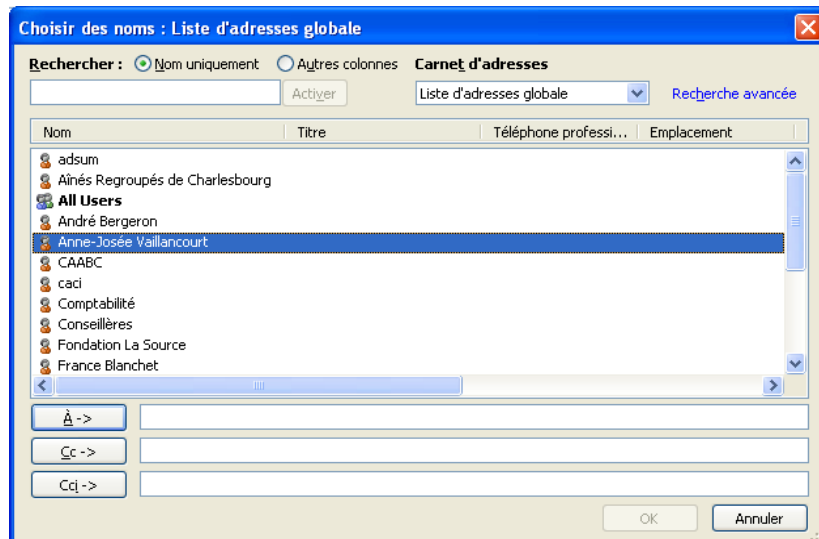 Choisir des noms : Liste d'adresses globale
Rechercher : Nom uniquement Autres colonnes Carnet d'adresses
Activer Liste d'adresses globale Recherche avancée
Nom Titre Téléphone professi... Emplacement
adsum
Aînés Regroupés de Charlesbourg
All Users
André Bergeron
Anne-Josée Vaillancourt
CAABC
caci
Comptabilité
Conseillères
Fondation La Source
France Blanchet
À ->
Cc ->
Cci ->
OK Annuler